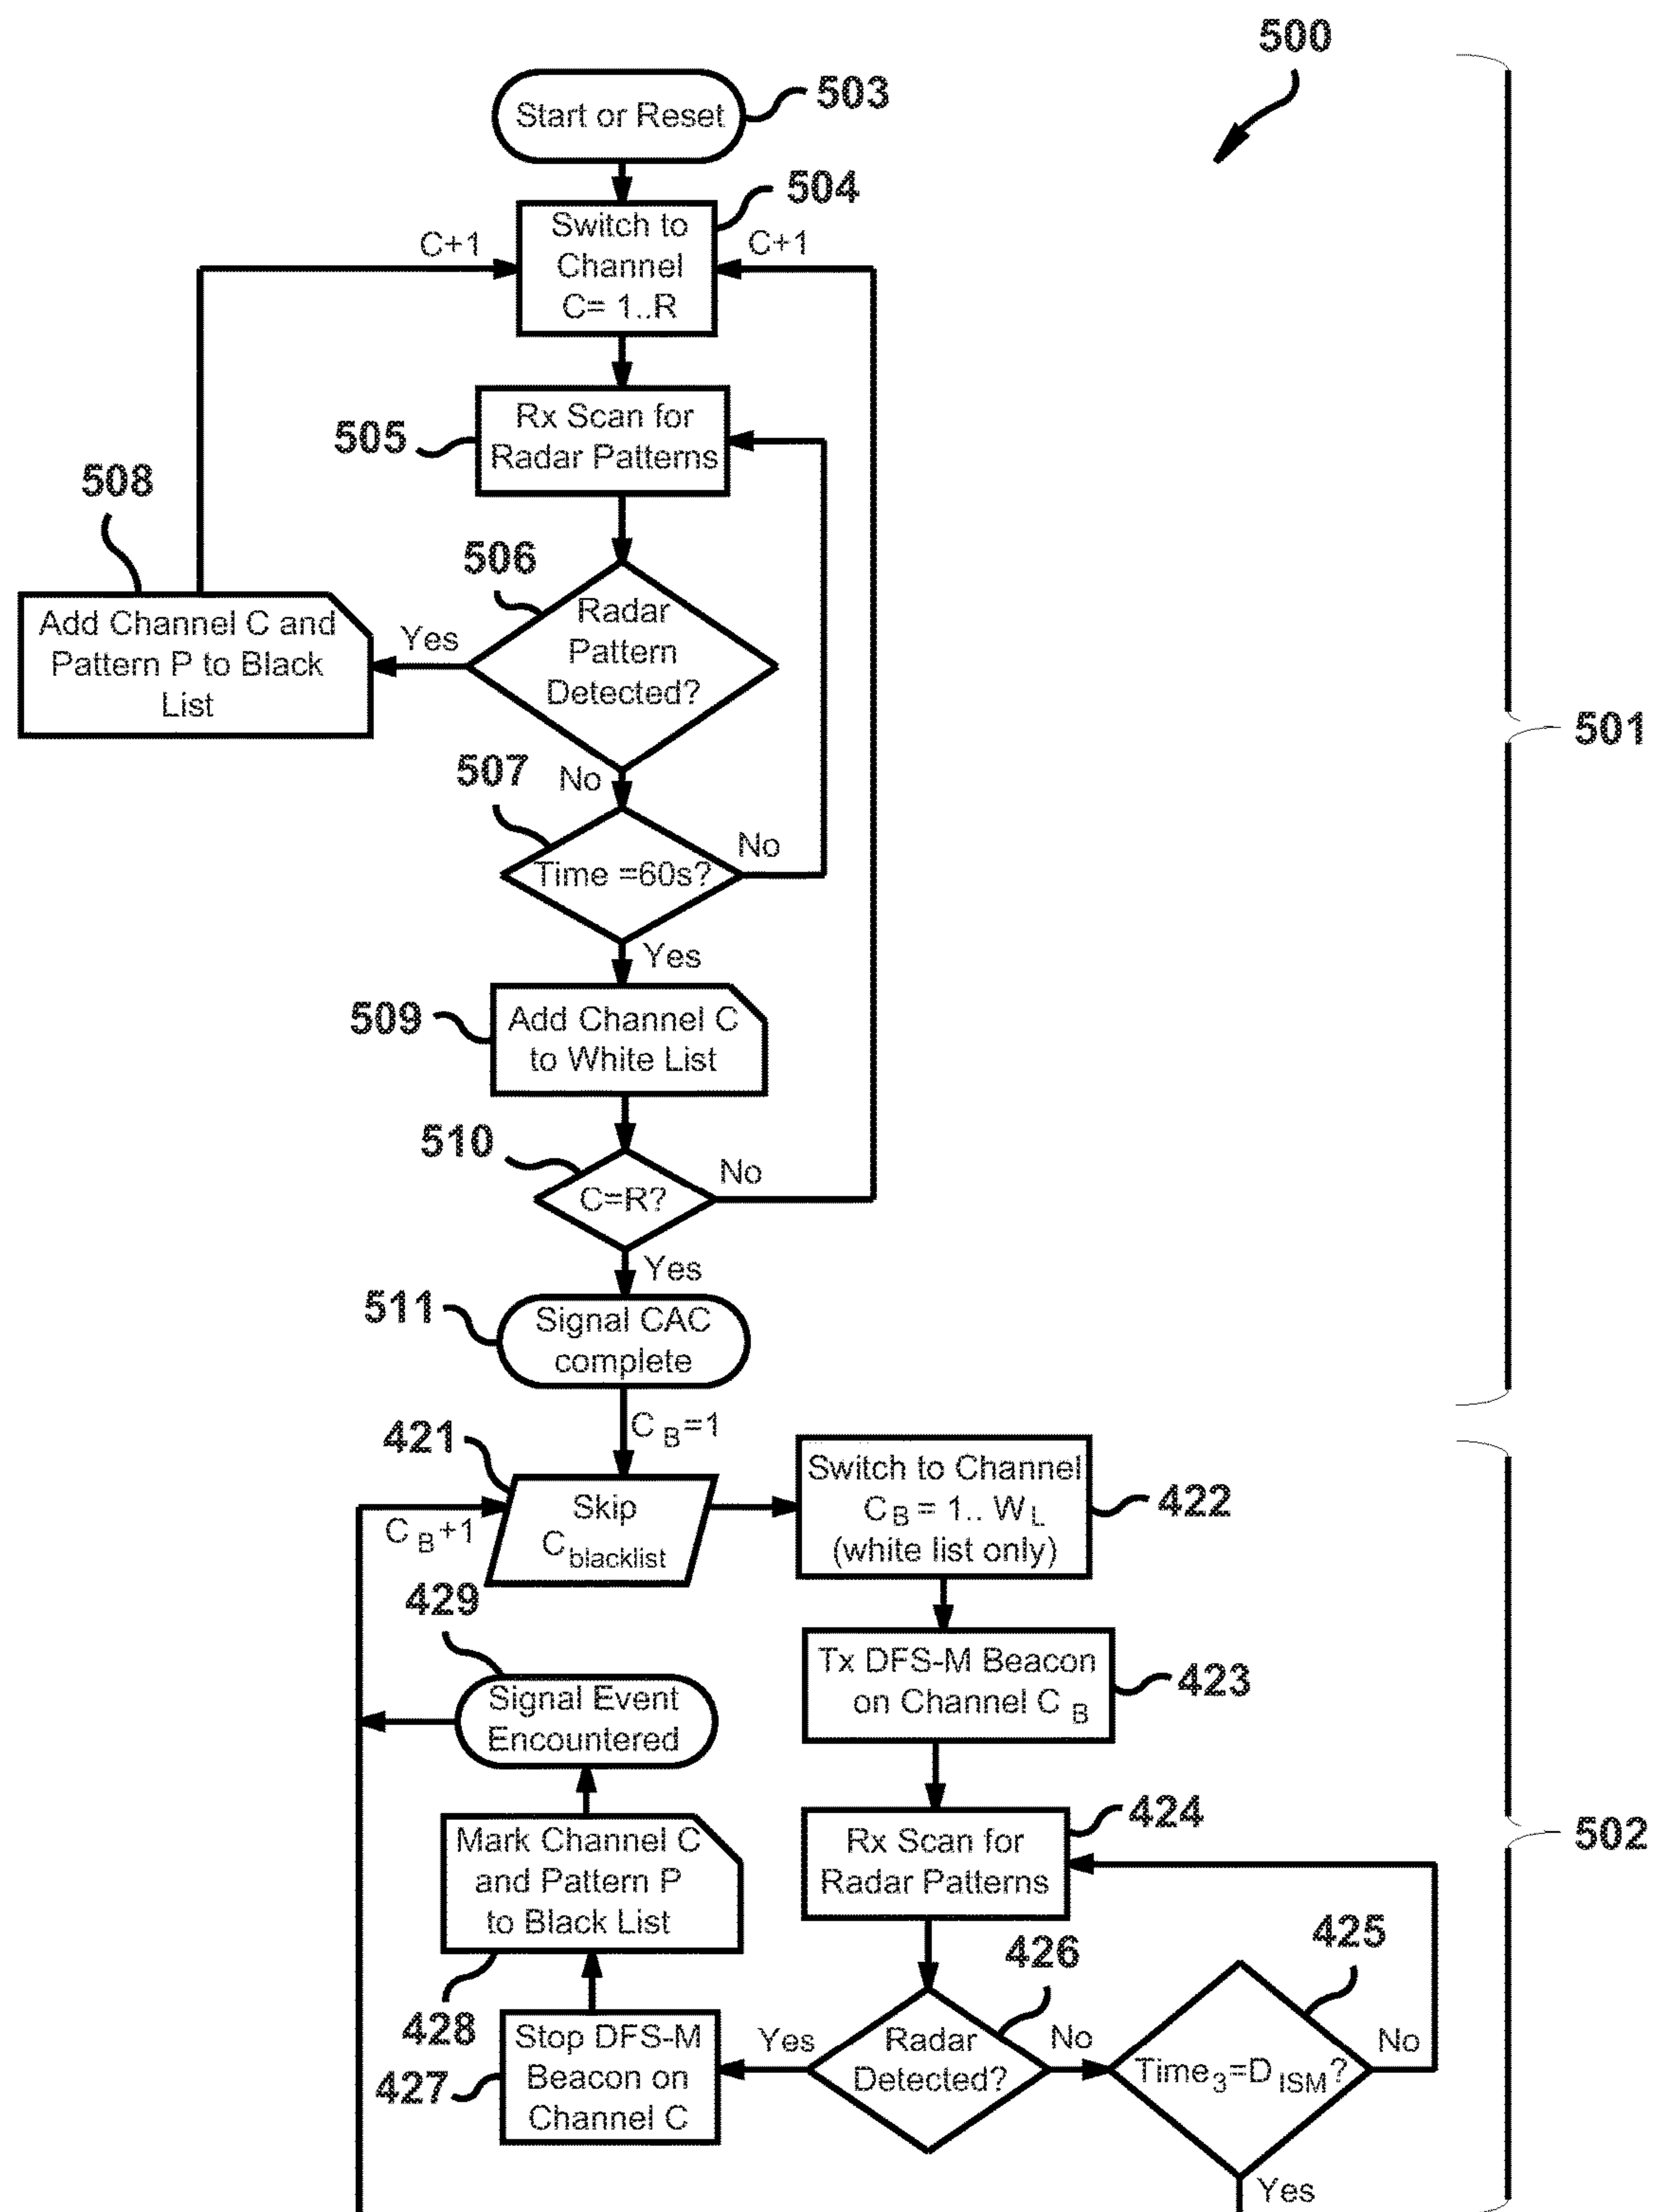 500
Start or Reset
503
504
Switch to
Channel
C= 1..R
C+1
C+1
Rx Scan for
Radar Patterns
505
508
506
Radar
Pattern
Detected?
Add Channel C and
Pattern P to Black
List
Yes
501
507
No
Time =60s?
No
Yes
509
Add Channel C
to White List
510
C=R?
No
Yes
511
Signal CAC
complete
C B=1
421
Skip
C blacklist
C B+1
Switch to Channel
C B = 1.. W L
(white list only)
422
429
Signal Event
Encountered
Tx DFS-M Beacon
on Channel C B
423
424
Rx Scan for
Radar Patterns
502
Mark Channel C
and Pattern P
to Black List
428
426
425
Stop DFS-M
Beacon on
Channel C
427
Yes
Radar
Detected?
No
Time3=D ISM ?
No
Yes